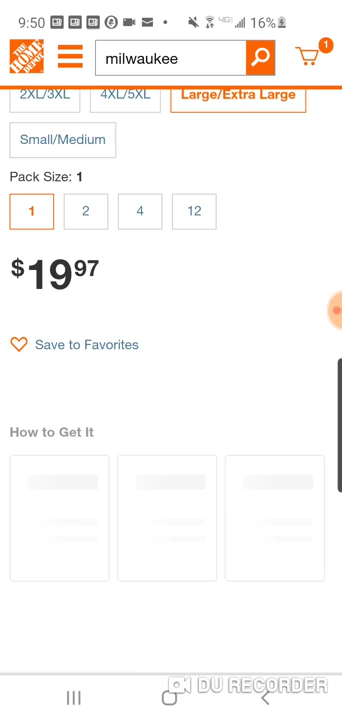 9:50 16%
THE HOME DEPOT milwaukee 1
2XL/3XL 4XL/5XL Large/Extra Large
Small/Medium
Pack Size: 1
1 2 4 12
$19 97
Save to Favorites
How to Get It
DU RECORDER